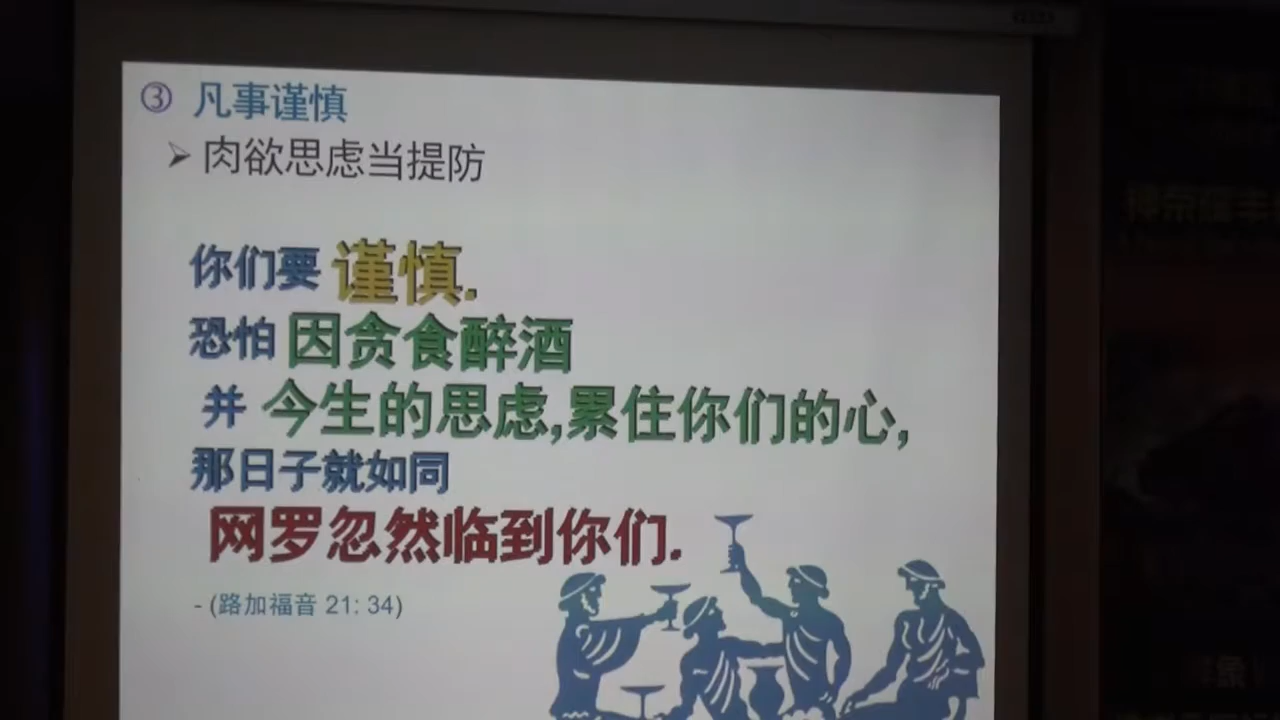 ③ 凡事谨慎
➢ 肉欲思虑当提防
你们要 谨慎.
恐怕 因贪食醉酒
并 今生的思虑,累住你们的心,
那日子就如同
网罗忽然临到你们.
- (路加福音 21: 34)